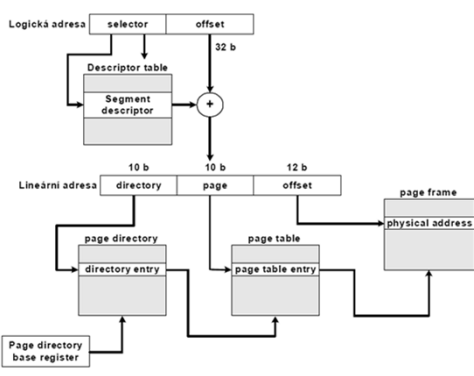 Logická adresa
selector
offset
32 b
Descriptor table
Segment
descriptor
+
10 b
10 b
12 b
Lineární adresa
directory
page
offset
page frame
physical address
page directory
page table
directory entry
page table entry
Page directory
base register